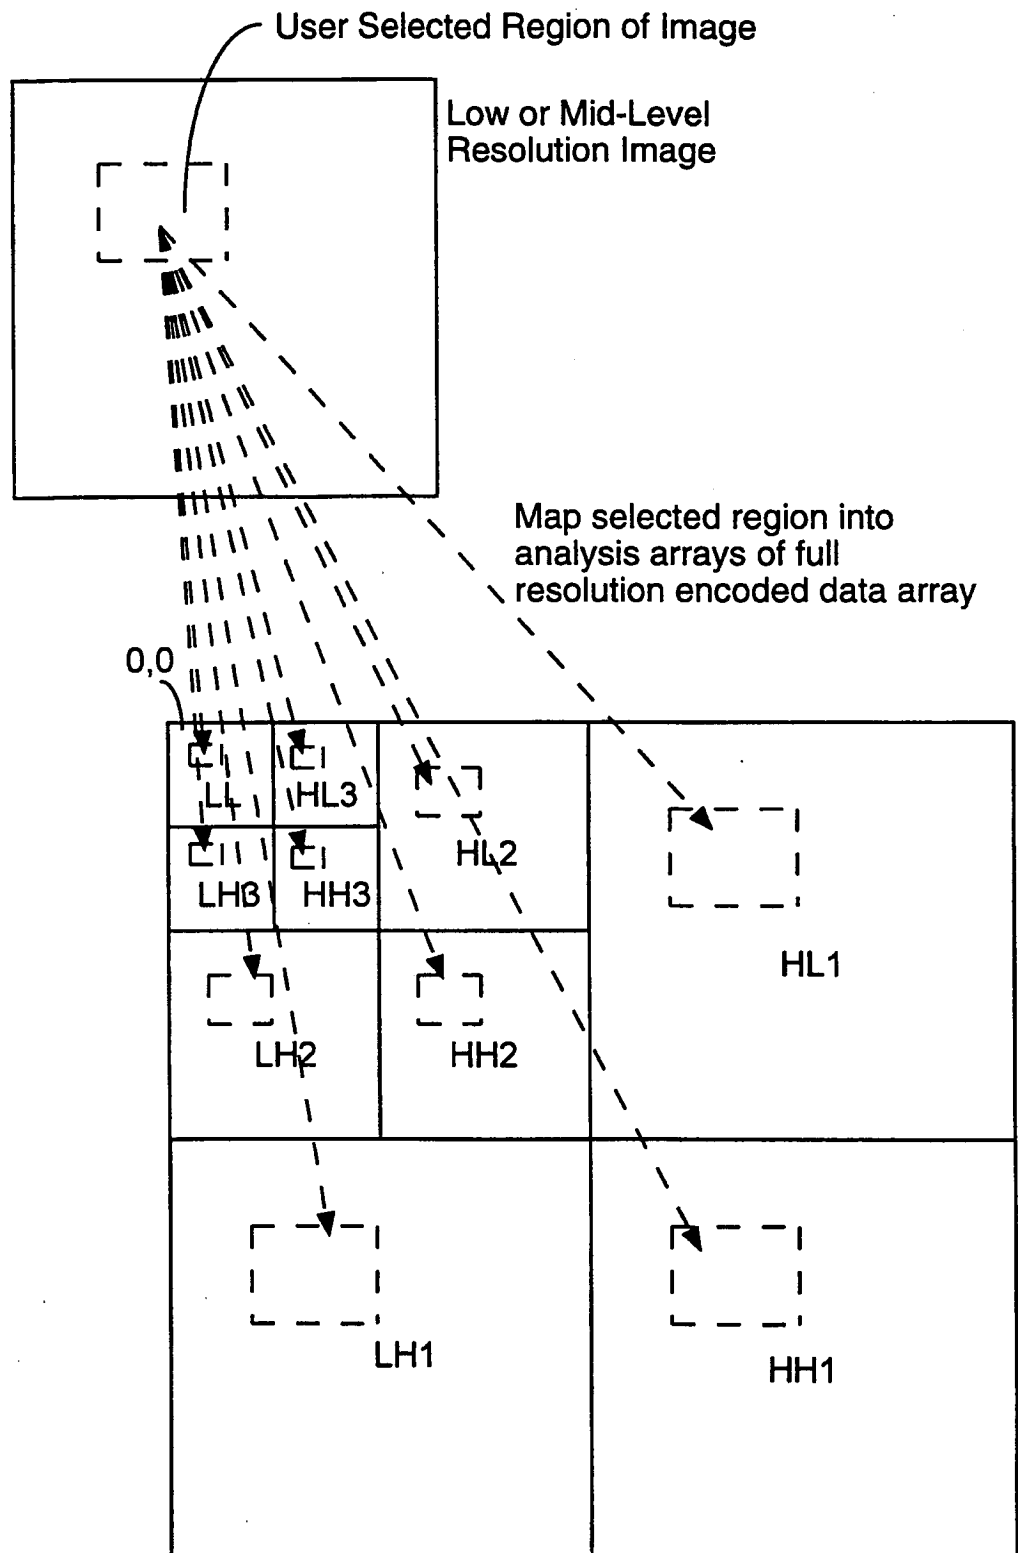 User Selected Region of Image
Low or Mid-Level
Resolution Image
Map selected region into
analysis arrays of full
resolution encoded data array
0,0
LL
HL3
HL2
LH3
HH3
HL1
LH2
HH2
LH1
HH1